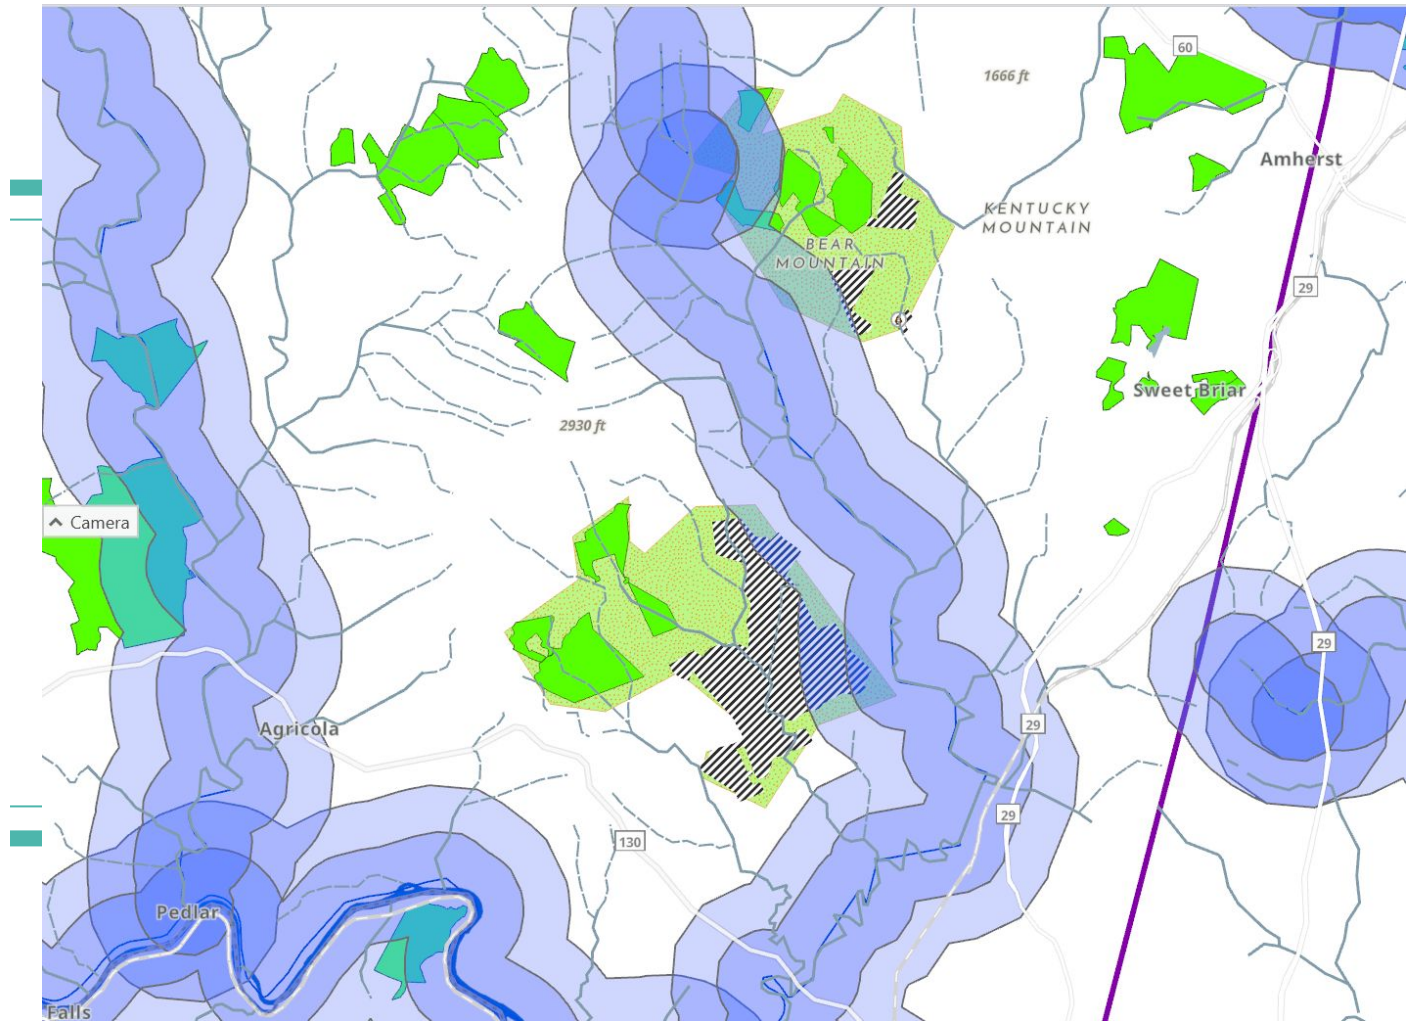 60
1666 ft
Amherst
KENTUCKY
MOUNTAIN
BEAR
MOUNTAIN
29
Sweet Briar
2930 ft
Camera
29
29
Agricola
29
130
Pedlar
Falls